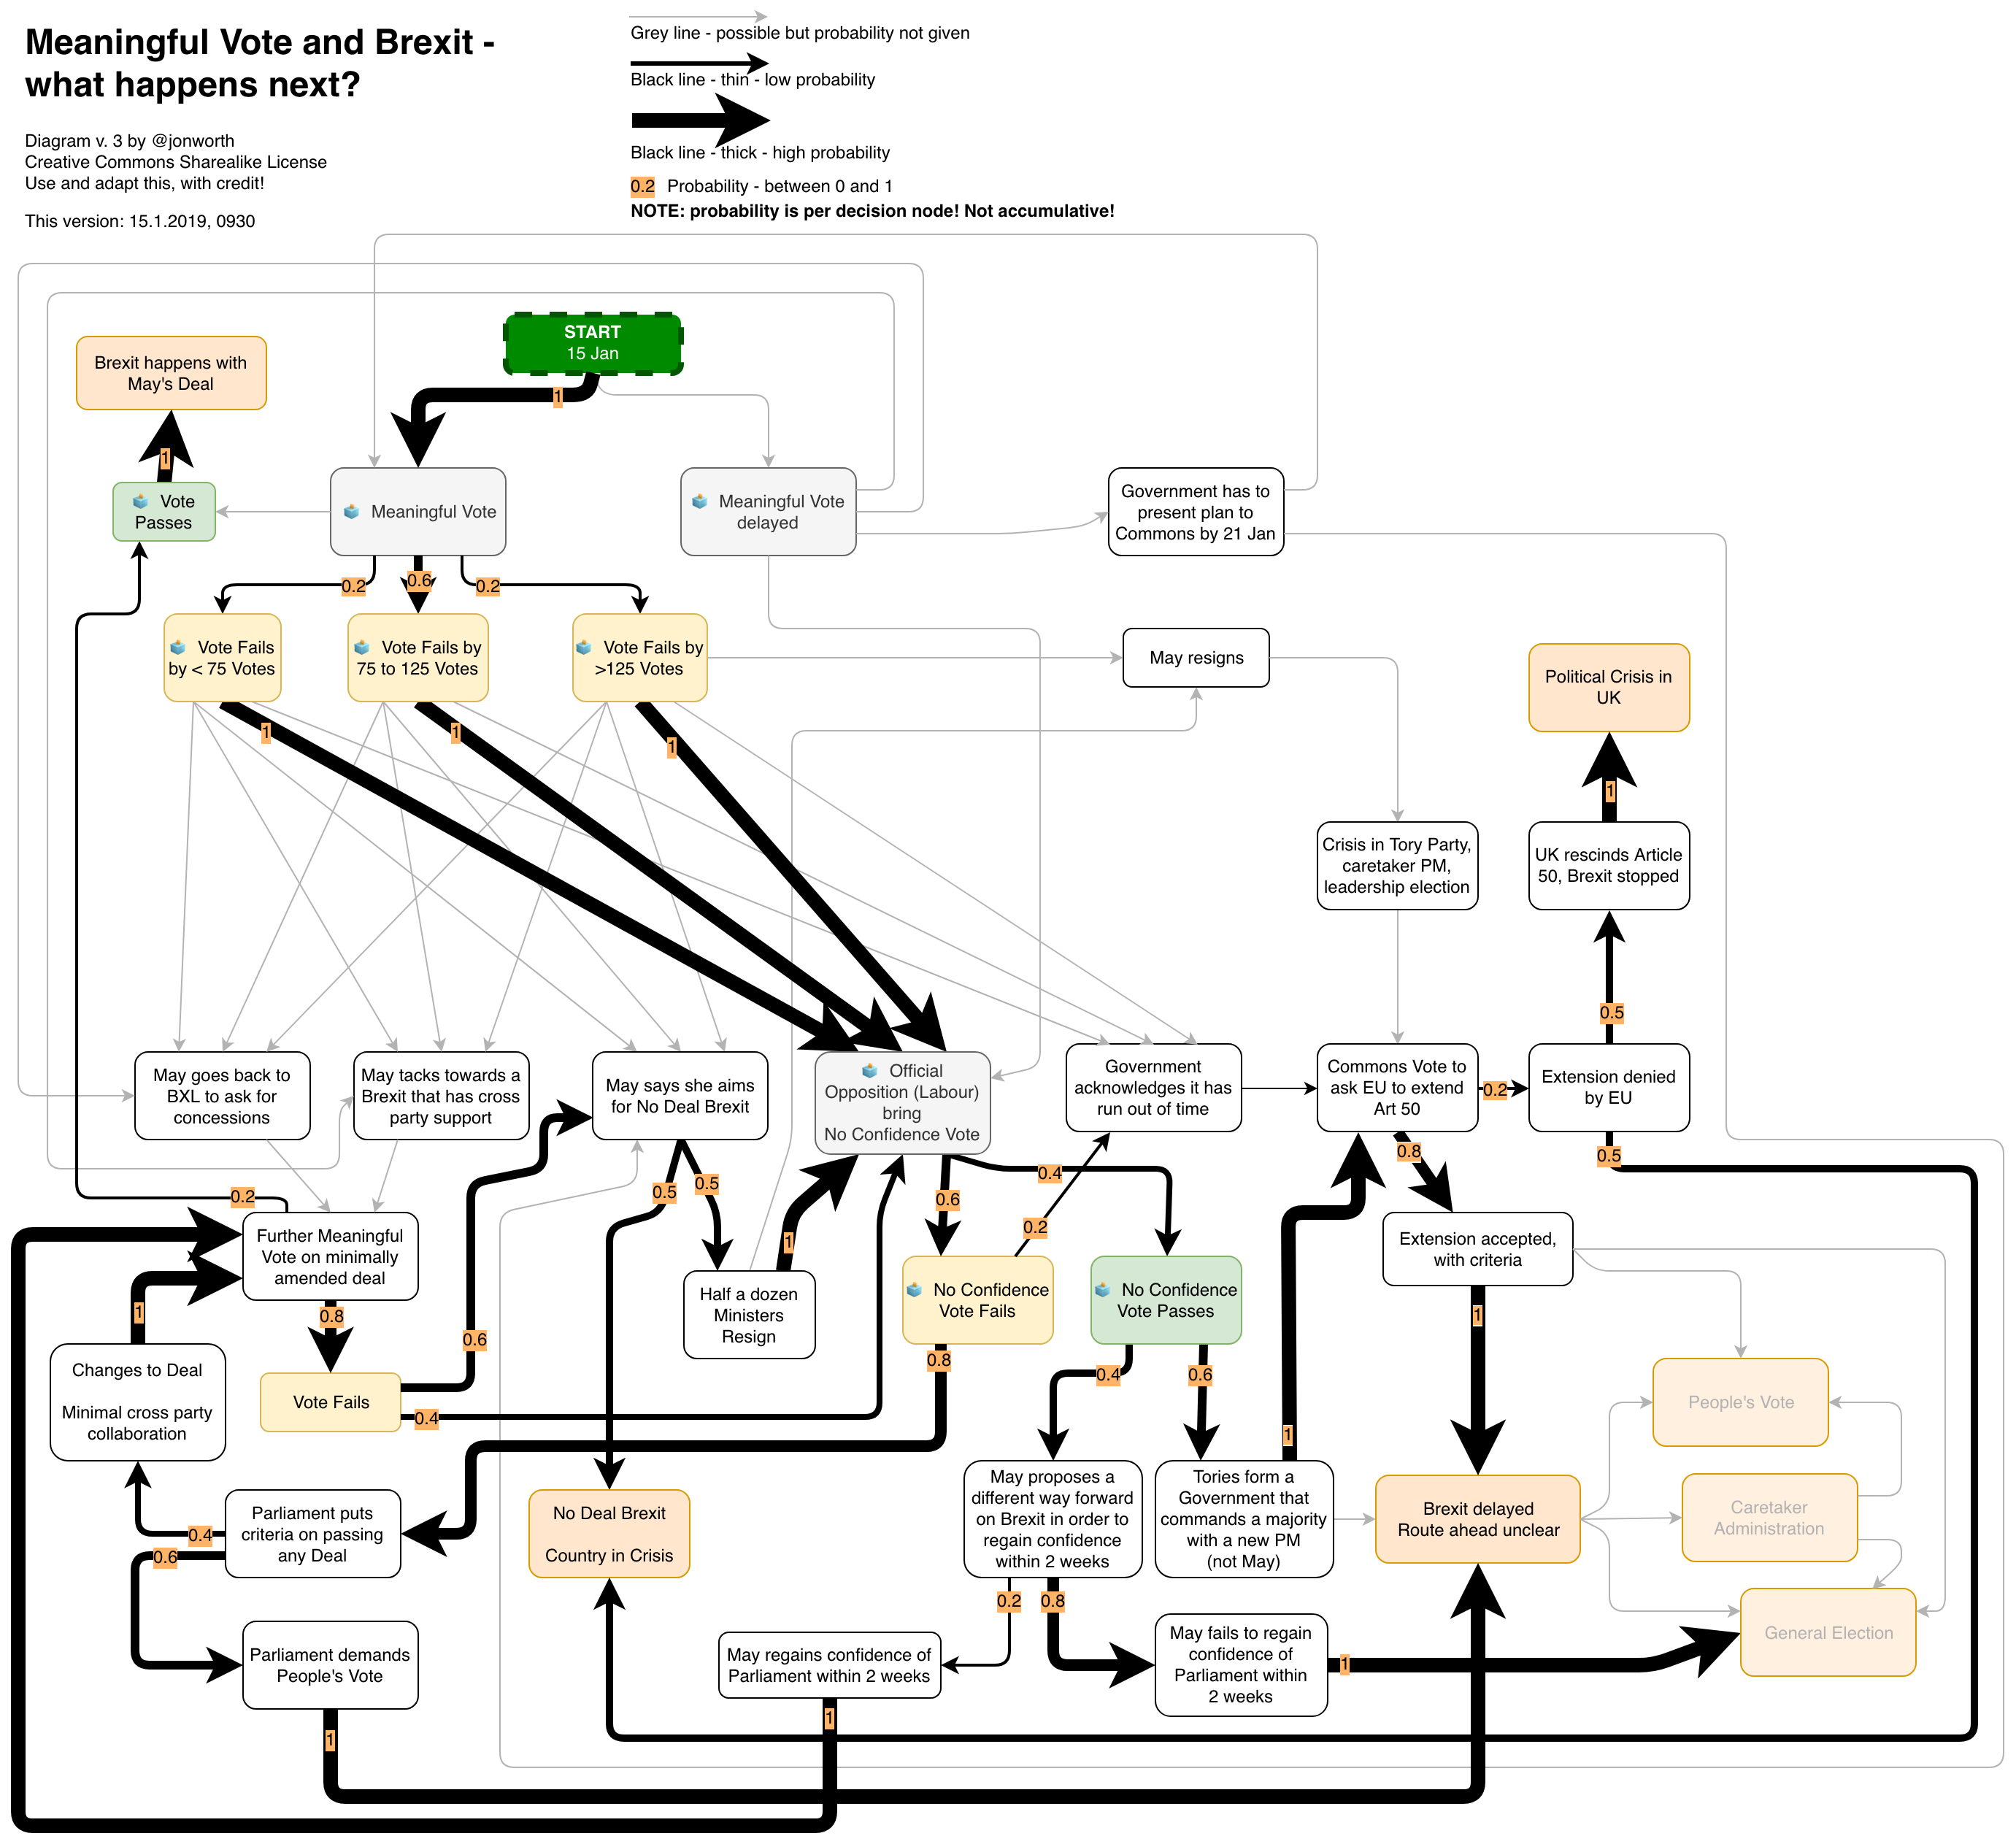 Meaningful Vote and Brexit -
what happens next?
Diagram v. 3 by @jonworth
Creative Commons Sharealike License
Use and adapt this, with credit!
This version: 15.1.2019, 0930
Grey line - possible but probability not given
Black line - thin - low probability
Black line - thick - high probability
0.2 Probability - between 0 and 1
NOTE: probability is per decision node! Not accumulative!
START
15 Jan
1
Brexit happens with
May's Deal
1
Vote
Passes
Meaningful Vote
Meaningful Vote
delayed
Government has to
present plan to
Commons by 21 Jan
0.2
0.6
0.2
Vote Fails
by < 75 Votes
Vote Fails by
75 to 125 Votes
Vote Fails by
>125 Votes
May resigns
Political Crisis in
UK
1
1
1
1
Crisis in Tory Party,
caretaker PM,
leadership election
UK rescinds Article
50, Brexit stopped
0.5
May goes back to
BXL to ask for
concessions
May tacks towards a
Brexit that has cross
party support
May says she aims
for No Deal Brexit
Official
Opposition (Labour)
bring
No Confidence Vote
Government
acknowledges it has
run out of time
Commons Vote to
ask EU to extend
Art 50
0.2
Extension denied
by EU
0.5
0.8
0.4
0.5
0.5
0.6
0.2
0.2
1
Further Meaningful
Vote on minimally
amended deal
Extension accepted,
with criteria
Half a dozen
Ministers
Resign
No Confidence
Vote Fails
No Confidence
Vote Passes
1
0.8
0.6
1
0.8
0.4
0.6
Changes to Deal
Minimal cross party
collaboration
Vote Fails
0.4
1
People's Vote
Parliament puts
criteria on passing
any Deal
0.4
0.6
No Deal Brexit
Country in Crisis
May proposes a
different way forward
on Brexit in order to
regain confidence
within 2 weeks
Tories form a
Government that
commands a majority
with a new PM
(not May)
Brexit delayed
Route ahead unclear
Caretaker
Administration
0.2
0.8
Parliament demands
People's Vote
May regains confidence of
Parliament within 2 weeks
May fails to regain
confidence of
Parliament within
2 weeks
1
General Election
1
1